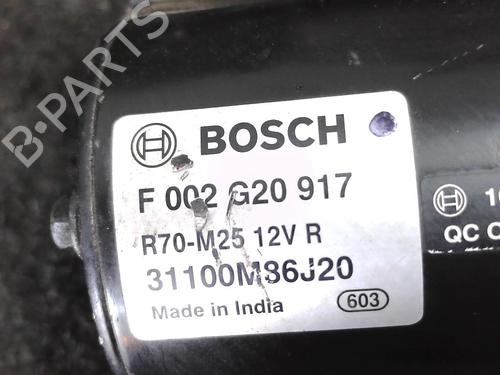 B-PARTS
BOSCH
F 002 G20 917
R70-M25 12V R
31100M86J20
Made in India 603
QC